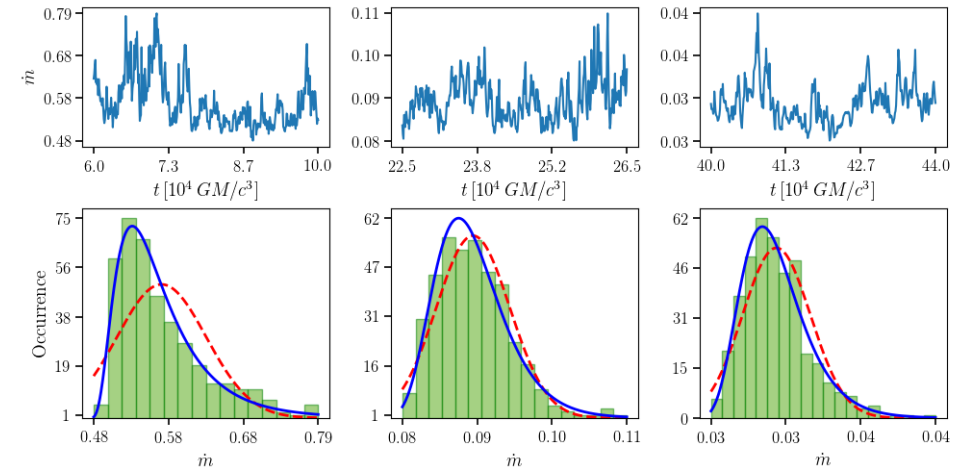 0.79
0.68
0.58
0.48
ṁ
6.0 7.3 8.7 10.0
t [10⁴ GM/c³]
0.11
0.10
0.09
0.08
22.5 23.8 25.2 26.5
t [10⁴ GM/c³]
0.04
0.04
0.03
0.03
40.0 41.3 42.7 44.0
t [10⁴ GM/c³]
75
56
38
19
1
Occurrence
0.48 0.58 0.68 0.79
ṁ
62
47
31
16
1
0.08 0.09 0.10 0.11
ṁ
62
46
31
15
0
0.03 0.03 0.04 0.04
ṁ